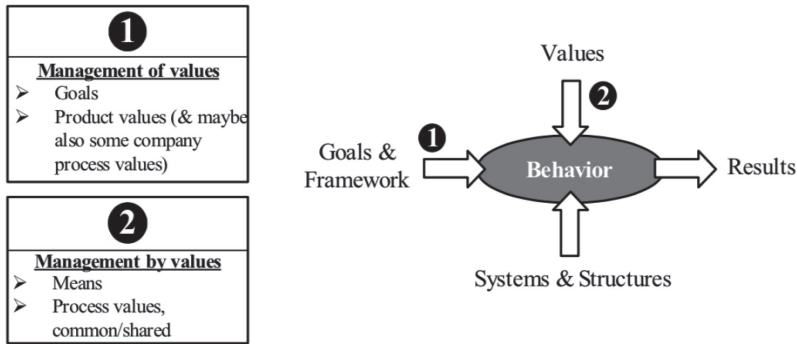 1
Management of values
➢ Goals
➢ Product values (& maybe
also some company
process values)
2
Management by values
➢ Means
➢ Process values,
common/shared
Values
2
1
Goals &
Framework
Behavior
Results
Systems & Structures